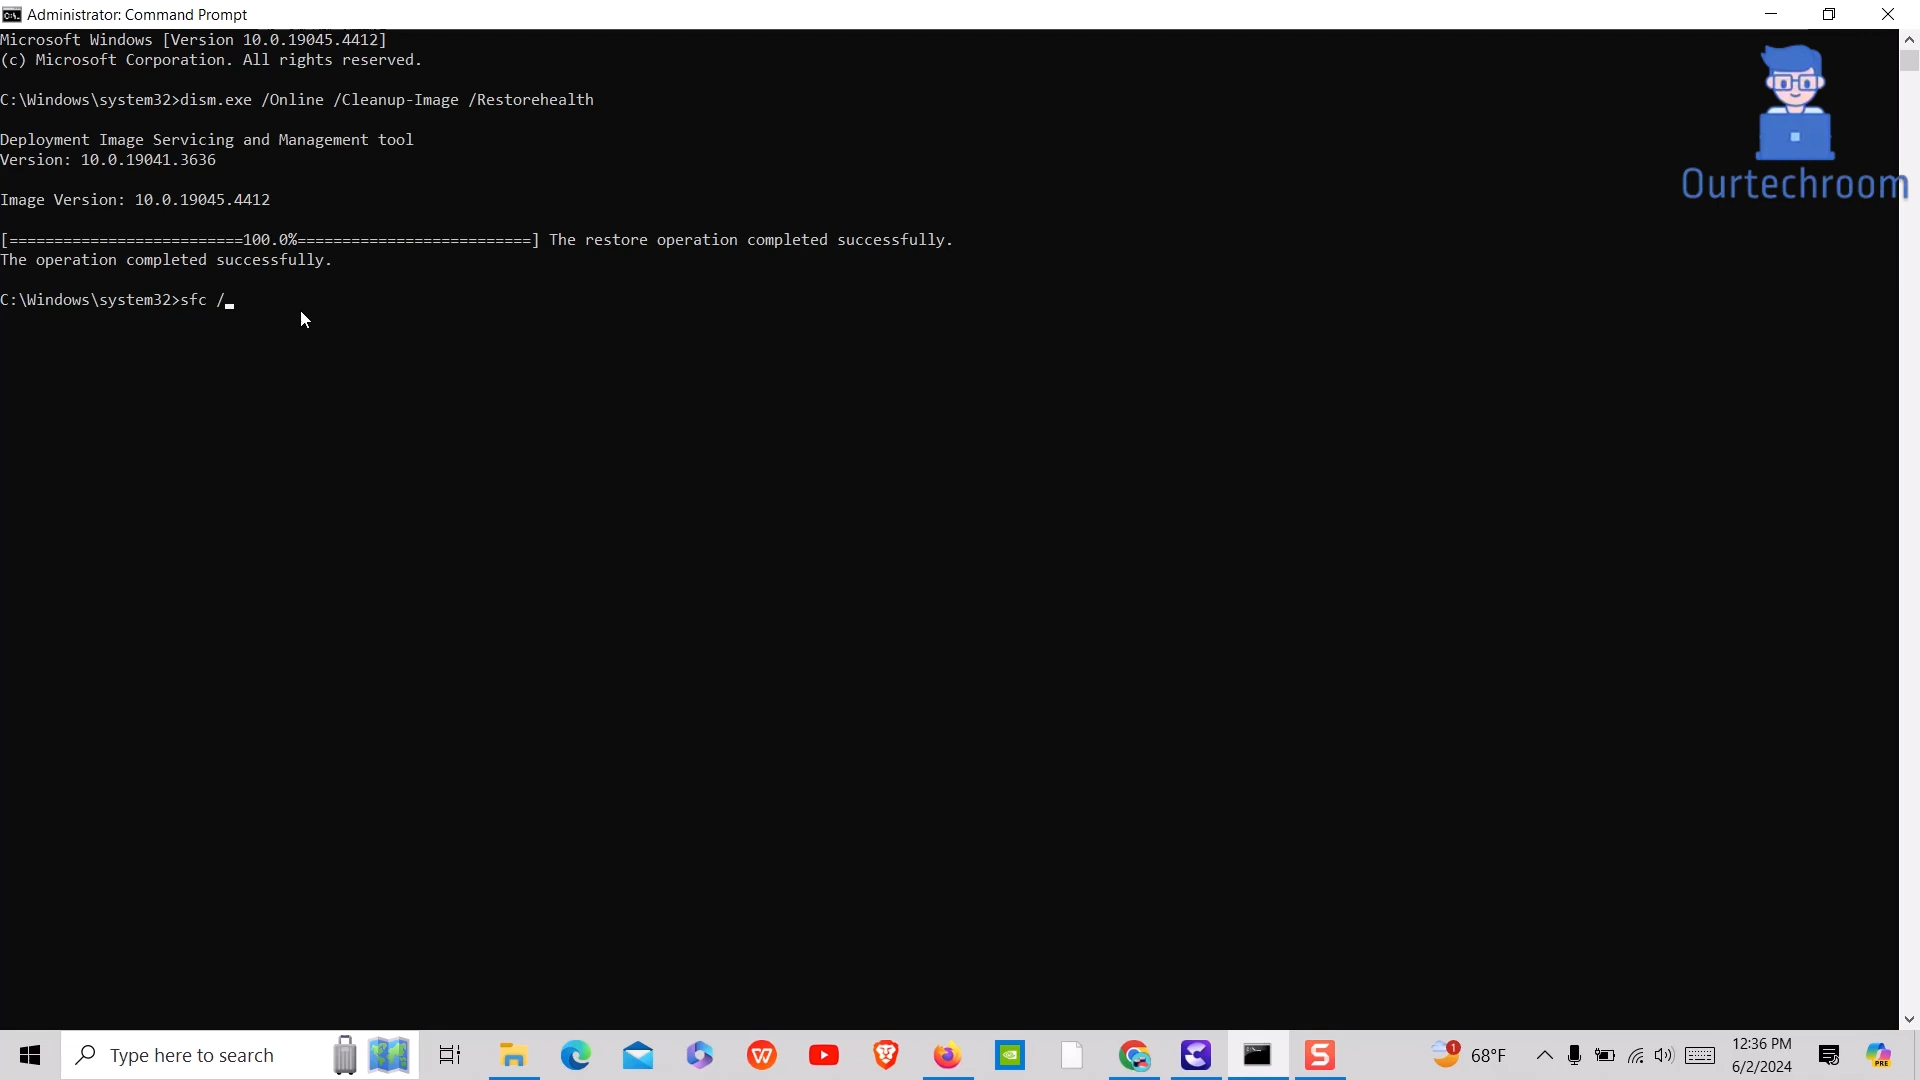 Administrator: Command Prompt
Microsoft Windows [Version 10.0.19045.4412]
(c) Microsoft Corporation. All rights reserved.
C:\Windows\system32>dism.exe /Online /Cleanup-Image /Restorehealth
Deployment Image Servicing and Management tool
Version: 10.0.19041.3636
Image Version: 10.0.19045.4412
[==========================100.0%==========================] The restore operation completed successfully.
The operation completed successfully.
C:\Windows\system32>sfc /_
Ourtechroom
Type here to search
1
68°F
12:36 PM
6/2/2024
PRE